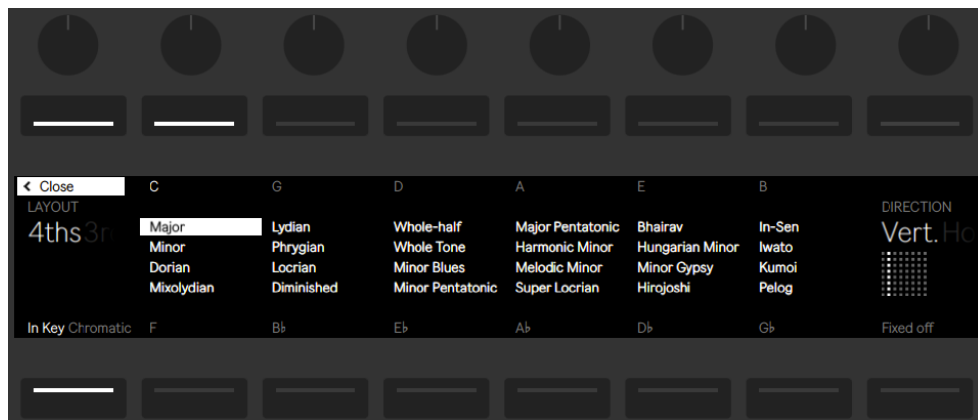 Close C G D A E B
LAYOUT DIRECTION
4ths 3r Vert. Ho
Major Lydian Whole-half Major Pentatonic Bhairav In-Sen
Minor Phrygian Whole Tone Harmonic Minor Hungarian Minor Iwato
Dorian Locrian Minor Blues Melodic Minor Minor Gypsy Kumoi
Mixolydian Diminished Minor Pentatonic Super Locrian Hirojoshi Pelog
In Key Chromatic F B♭ E♭ A♭ D♭ G♭ Fixed off